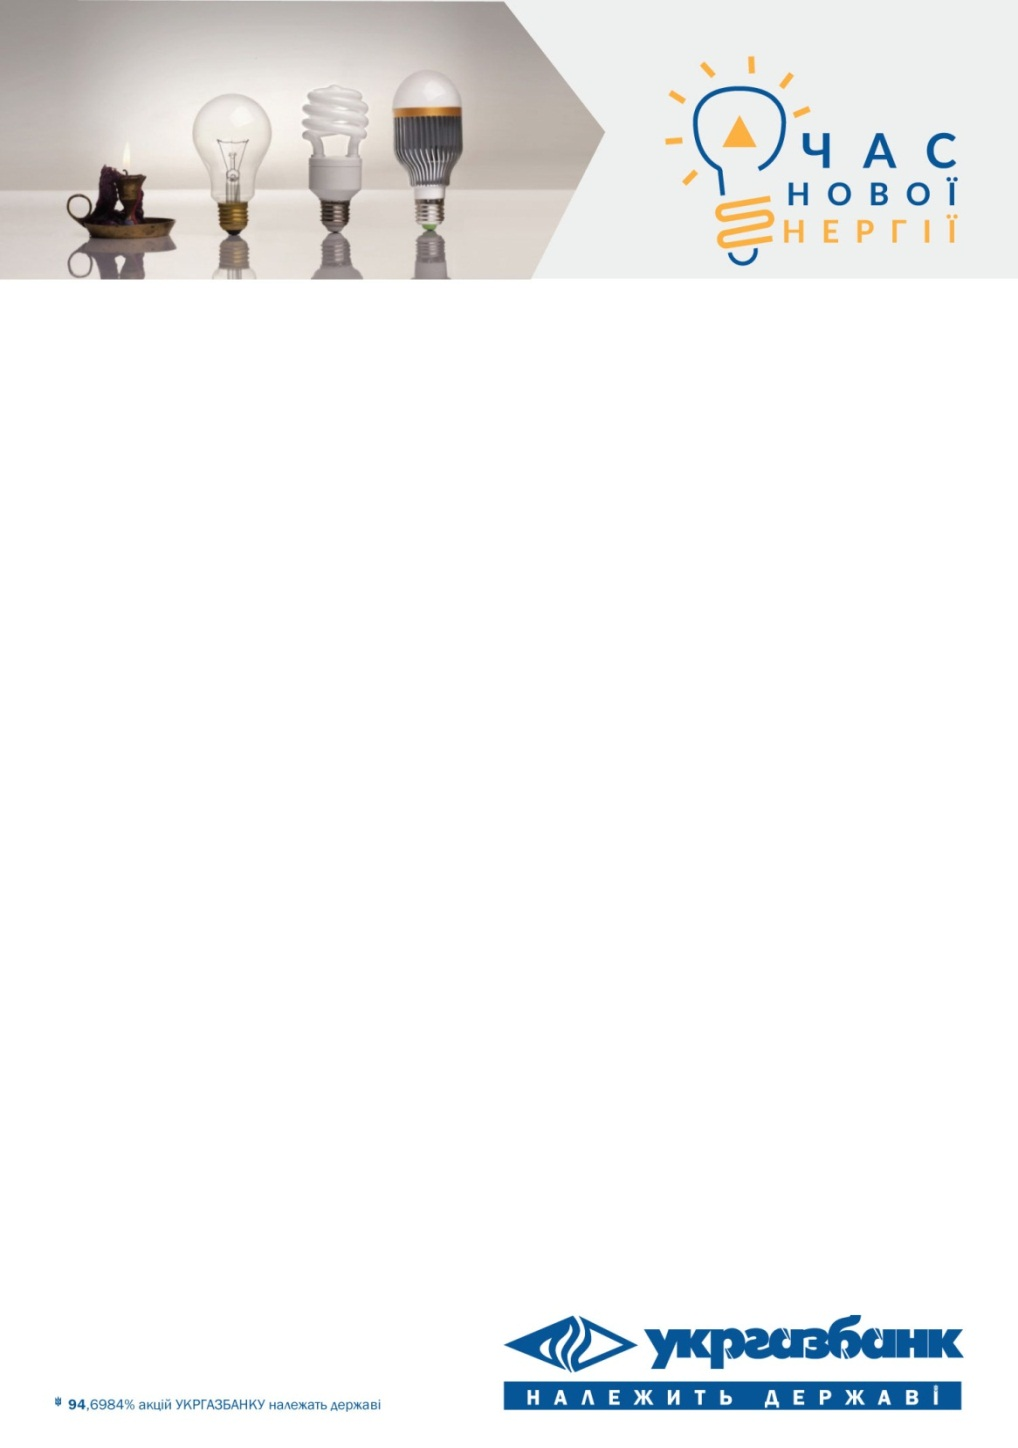 ЧАС
НОВОЇ
ЕНЕРГІЇ
укргазбанк
НАЛЕЖИТЬ ДЕРЖАВІ
94,6984% акцій УКРГАЗБАНКУ належать державі